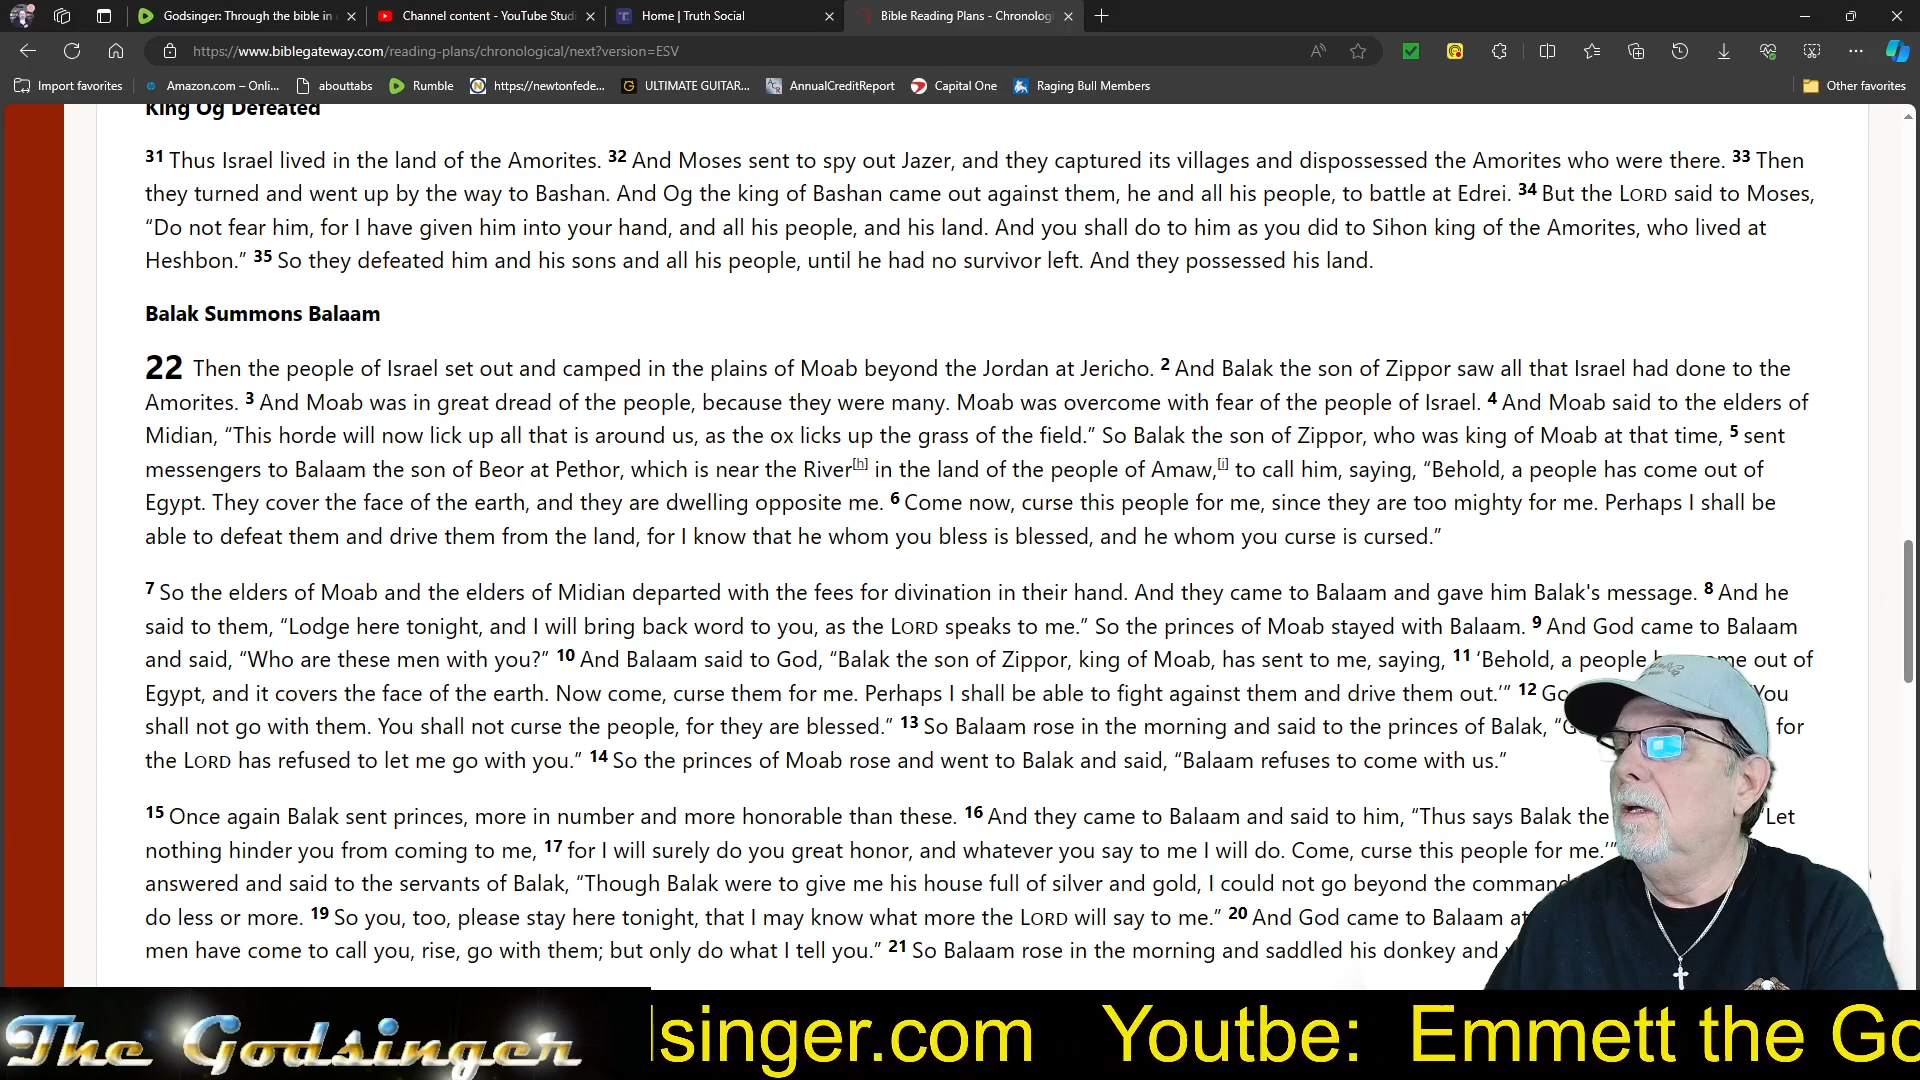 Godsinger: Through the bible in
Channel content - YouTube Studi
Home | Truth Social
Bible Reading Plans - Chronolog
https://www.biblegateway.com/reading-plans/chronological/next?version=ESV
Import favorites
Amazon.com – Onli...
abouttabs
Rumble
https://newtonfede...
ULTIMATE GUITAR...
AnnualCreditReport
Capital One
Raging Bull Members
Other favorites
King Og Defeated
31 Thus Israel lived in the land of the Amorites. 32 And Moses sent to spy out Jazer, and they captured its villages and dispossessed the Amorites who were there. 33 Then
they turned and went up by the way to Bashan. And Og the king of Bashan came out against them, he and all his people, to battle at Edrei. 34 But the LORD said to Moses,
“Do not fear him, for I have given him into your hand, and all his people, and his land. And you shall do to him as you did to Sihon king of the Amorites, who lived at
Heshbon.” 35 So they defeated him and his sons and all his people, until he had no survivor left. And they possessed his land.
Balak Summons Balaam
22 Then the people of Israel set out and camped in the plains of Moab beyond the Jordan at Jericho. 2 And Balak the son of Zippor saw all that Israel had done to the
Amorites. 3 And Moab was in great dread of the people, because they were many. Moab was overcome with fear of the people of Israel. 4 And Moab said to the elders of
Midian, “This horde will now lick up all that is around us, as the ox licks up the grass of the field.” So Balak the son of Zippor, who was king of Moab at that time, 5 sent
messengers to Balaam the son of Beor at Pethor, which is near the River[h] in the land of the people of Amaw,[i] to call him, saying, “Behold, a people has come out of
Egypt. They cover the face of the earth, and they are dwelling opposite me. 6 Come now, curse this people for me, since they are too mighty for me. Perhaps I shall be
able to defeat them and drive them from the land, for I know that he whom you bless is blessed, and he whom you curse is cursed.”
7 So the elders of Moab and the elders of Midian departed with the fees for divination in their hand. And they came to Balaam and gave him Balak's message. 8 And he
said to them, “Lodge here tonight, and I will bring back word to you, as the LORD speaks to me.” So the princes of Moab stayed with Balaam. 9 And God came to Balaam
and said, “Who are these men with you?” 10 And Balaam said to God, “Balak the son of Zippor, king of Moab, has sent to me, saying, 11 ‘Behold, a people me out of
Egypt, and it covers the face of the earth. Now come, curse them for me. Perhaps I shall be able to fight against them and drive them out.’” 12 Go “You
shall not go with them. You shall not curse the people, for they are blessed.” 13 So Balaam rose in the morning and said to the princes of Balak, for
the LORD has refused to let me go with you.” 14 So the princes of Moab rose and went to Balak and said, “Balaam refuses to come with us.”
15 Once again Balak sent princes, more in number and more honorable than these. 16 And they came to Balaam and said to him, “Thus says Balak the ‘Let
nothing hinder you from coming to me, 17 for I will surely do you great honor, and whatever you say to me I will do. Come, curse this people for me.’”
answered and said to the servants of Balak, “Though Balak were to give me his house full of silver and gold, I could not go beyond the command
do less or more. 19 So you, too, please stay here tonight, that I may know what more the LORD will say to me.” 20 And God came to Balaam at
men have come to call you, rise, go with them; but only do what I tell you.” 21 So Balaam rose in the morning and saddled his donkey and
The Godsinger
lsinger.com Youtbe: Emmett the Go